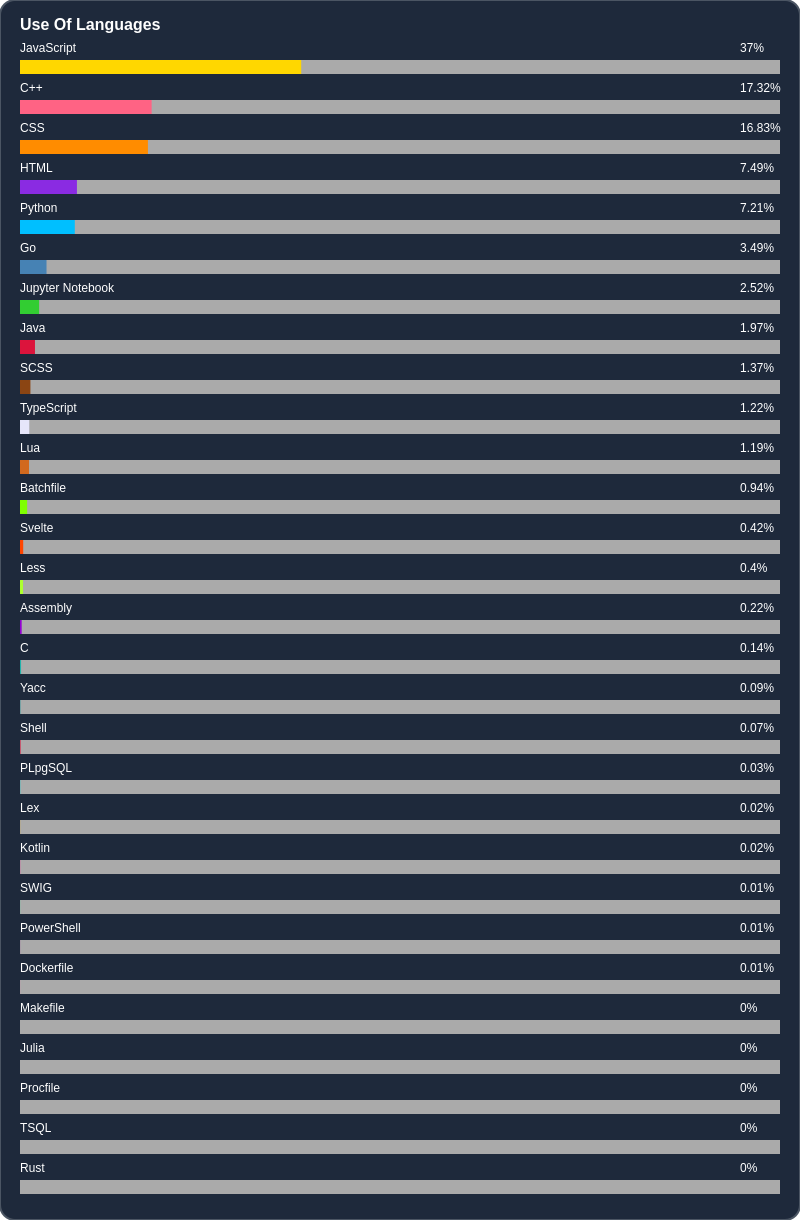 Use Of Languages
JavaScript 37%
C++ 17.32%
CSS 16.83%
HTML 7.49%
Python 7.21%
Go 3.49%
Jupyter Notebook 2.52%
Java 1.97%
SCSS 1.37%
TypeScript 1.22%
Lua 1.19%
Batchfile 0.94%
Svelte 0.42%
Less 0.4%
Assembly 0.22%
C 0.14%
Yacc 0.09%
Shell 0.07%
PLpgSQL 0.03%
Lex 0.02%
Kotlin 0.02%
SWIG 0.01%
PowerShell 0.01%
Dockerfile 0.01%
Makefile 0%
Julia 0%
Procfile 0%
TSQL 0%
Rust 0%